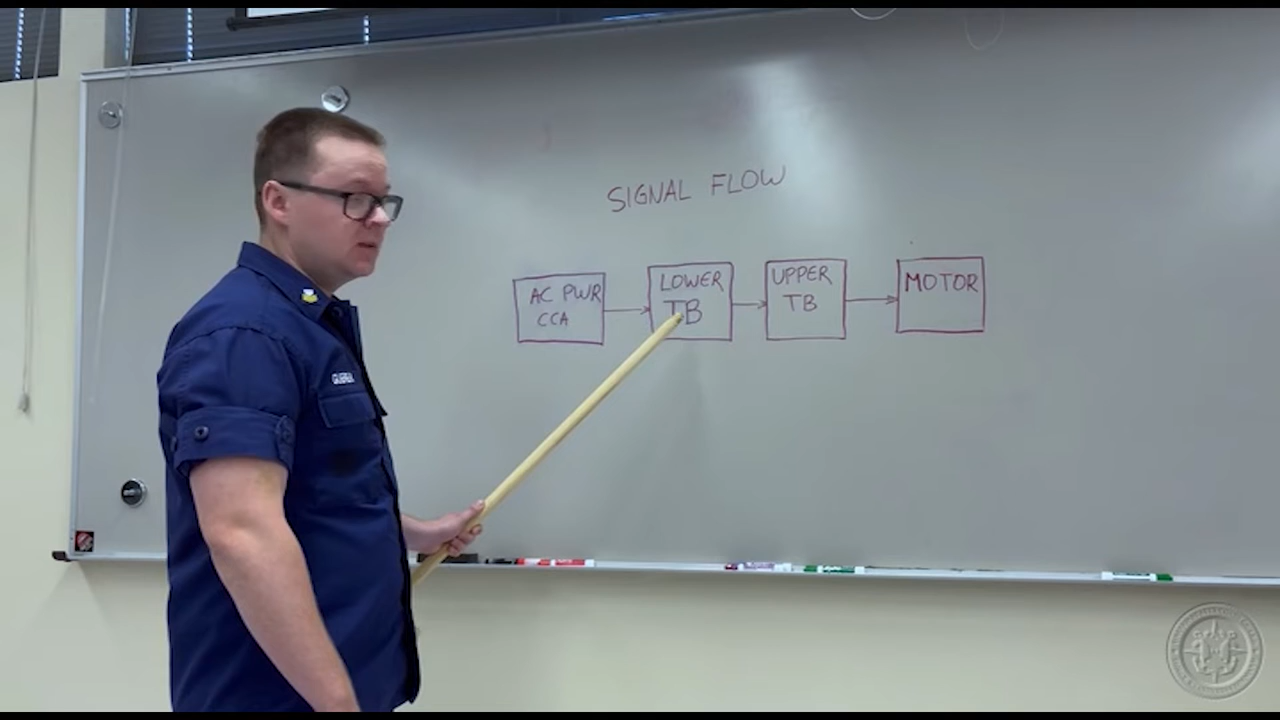 SIGNAL FLOW
AC PWR
CCA
LOWER
TB
UPPER
TB
MOTOR